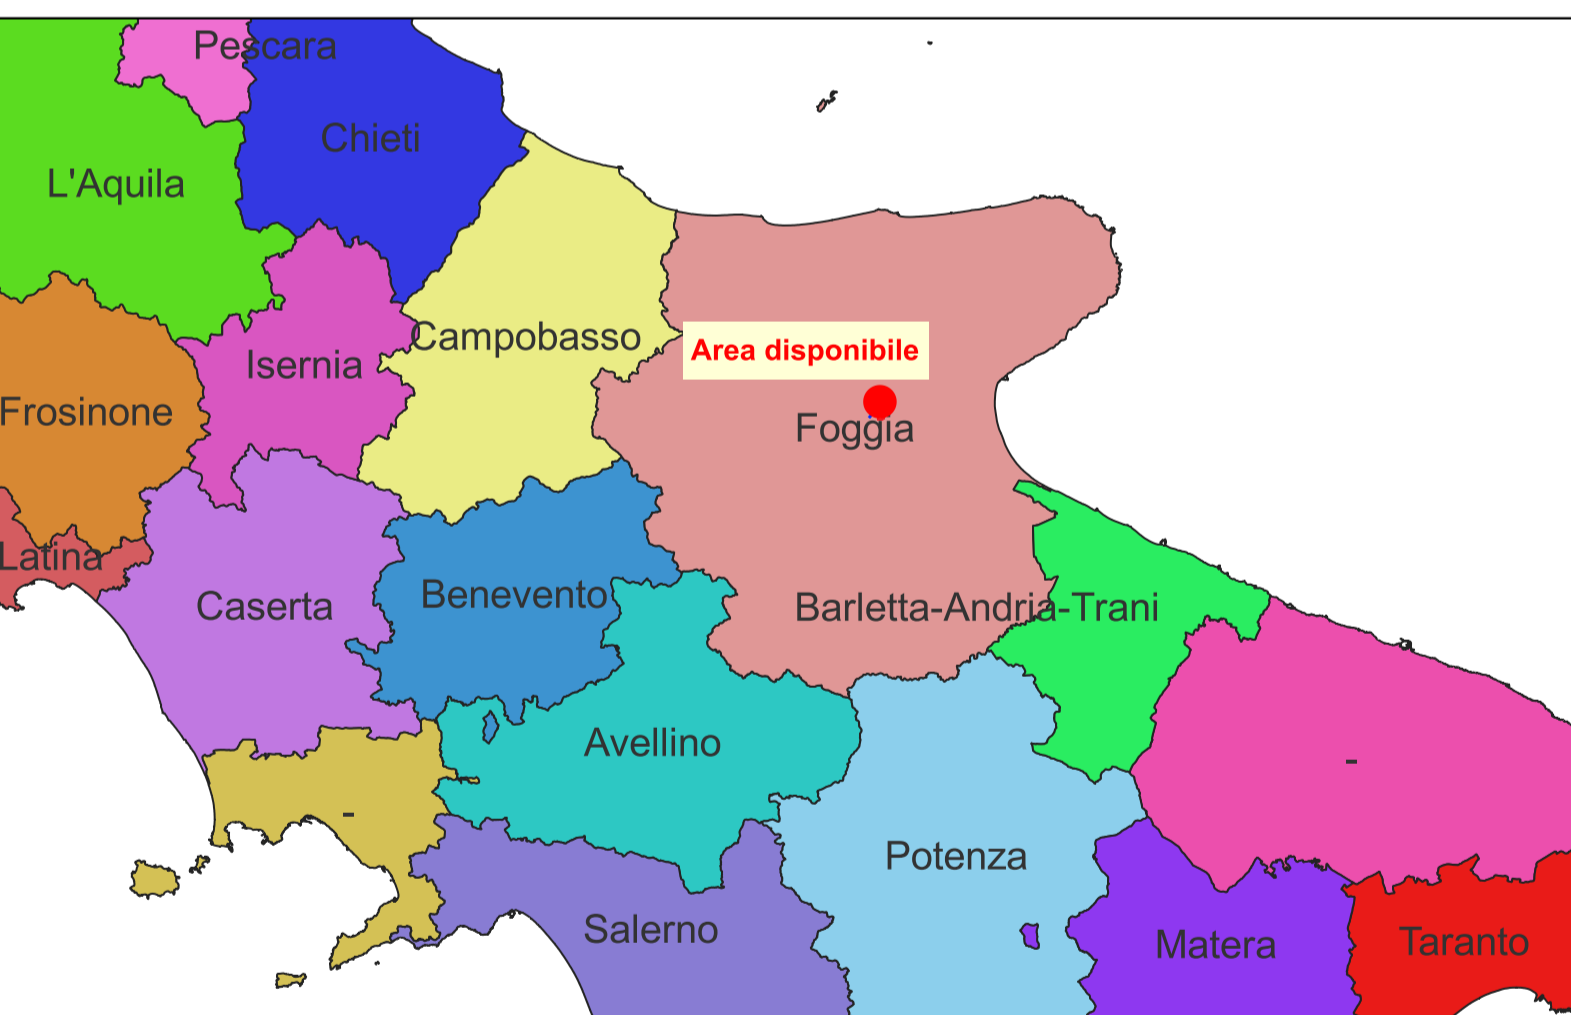 Pescara
Chieti
L'Aquila
Campobasso
Area disponibile
Isernia
Frosinone
Foggia
Latina
Benevento
Caserta
Barletta-Andria-Trani
Avellino
-
-
Potenza
Salerno
Matera
Taranto